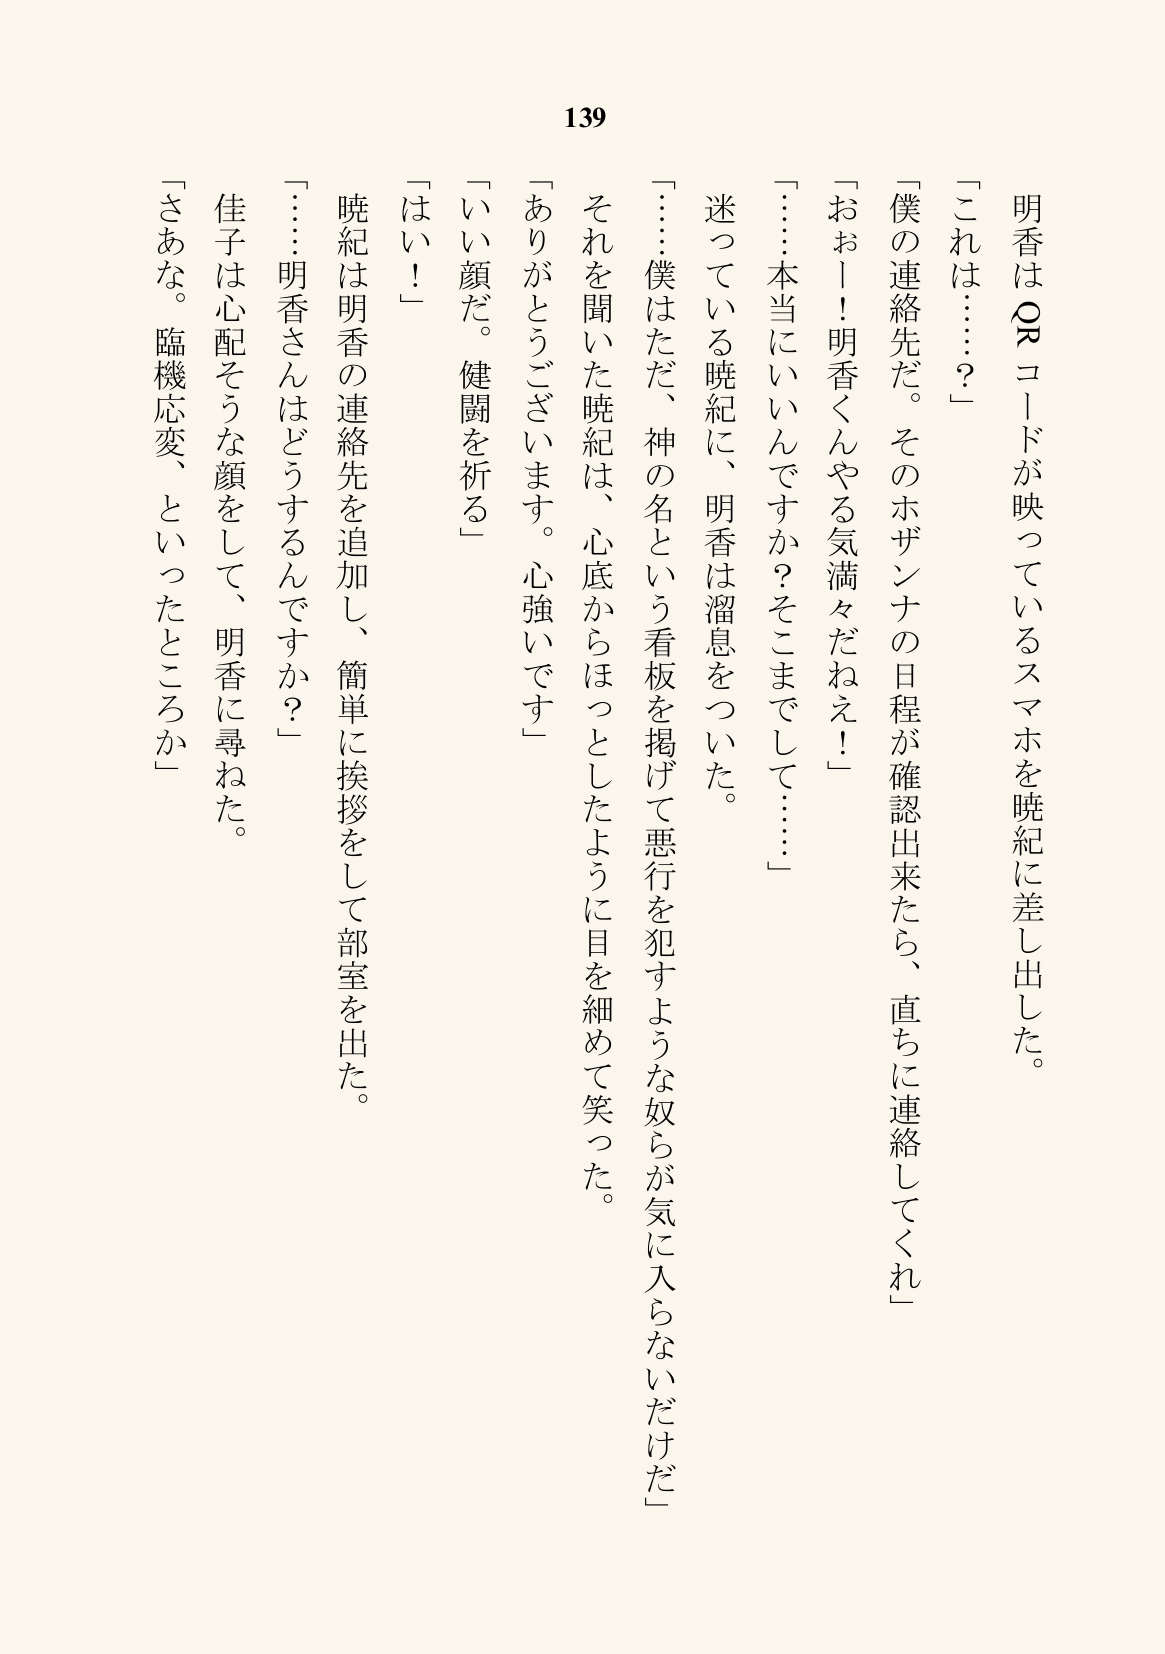 139
明香は QR コードが映っているスマホを暁紀に差し出した。
「これは……？」
「僕の連絡先だ。そのホザンナの日程が確認出来たら、直ちに連絡してくれ」
「おぉー！明香くんやる気満々だねえ！」
「……本当にいいんですか？そこまでして……」
迷っている暁紀に、明香は溜息をついた。
「……僕はただ、神の名という看板を掲げて悪行を犯すような奴らが気に入らないだけだ」
それを聞いた暁紀は、心底からほっとしたように目を細めて笑った。
「ありがとうございます。心強いです」
「いい顔だ。健闘を祈る」
「はい！」
暁紀は明香の連絡先を追加し、簡単に挨拶をして部室を出た。
「……明香さんはどうするんですか？」
佳子は心配そうな顔をして、明香に尋ねた。
「さあな。臨機応変、といったところか」